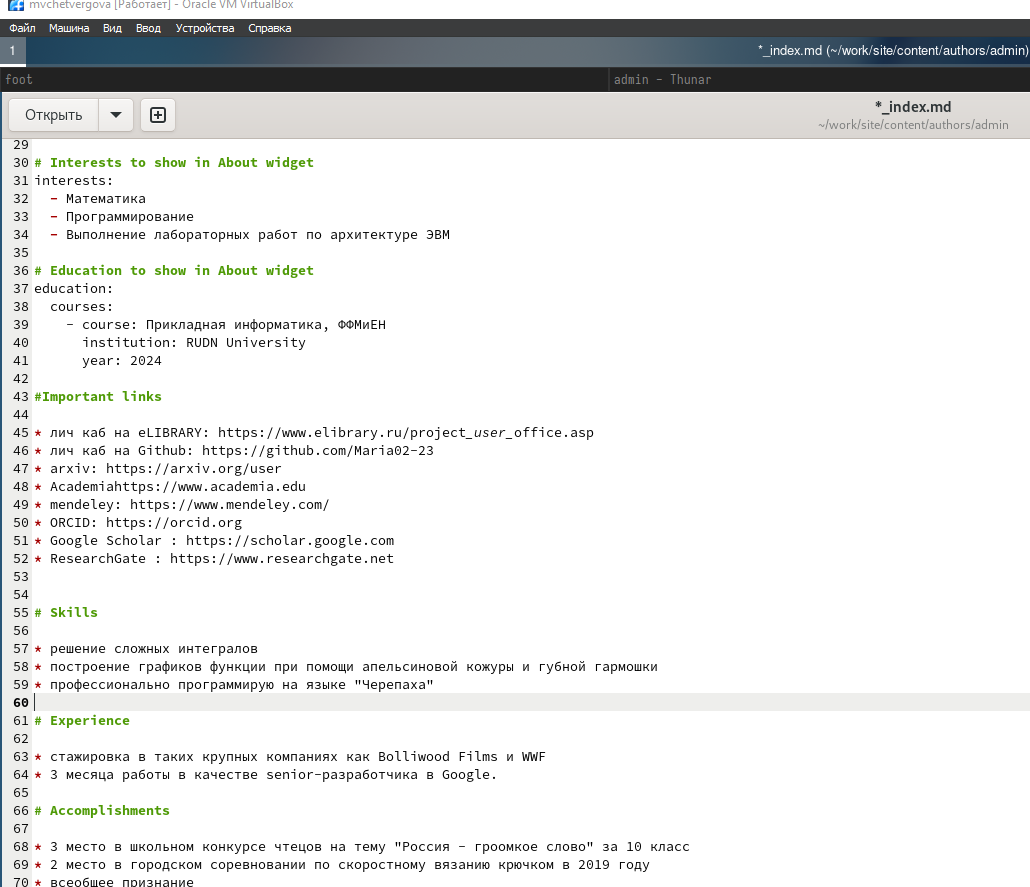 mvchetvergova [Работает] - Oracle VM VirtualBox
Файл Машина Вид Ввод Устройства Справка
1 *_index.md (~/work/site/content/authors/admin)
foot admin - Thunar
Открыть *_index.md
~/work/site/content/authors/admin
29
30 # Interests to show in About widget
31 interests:
32 - Математика
33 - Программирование
34 - Выполнение лабораторных работ по архитектуре ЭВМ
35
36 # Education to show in About widget
37 education:
38 courses:
39 - course: Прикладная информатика, ФФМиЕН
40 institution: RUDN University
41 year: 2024
42
43 #Important links
44
45 * лич каб на eLIBRARY: https://www.elibrary.ru/project_user_office.asp
46 * лич каб на Github: https://github.com/Maria02-23
47 * arxiv: https://arxiv.org/user
48 * Academiahttps://www.academia.edu
49 * mendeley: https://www.mendeley.com/
50 * ORCID: https://orcid.org
51 * Google Scholar : https://scholar.google.com
52 * ResearchGate : https://www.researchgate.net
53
54
55 # Skills
56
57 * решение сложных интегралов
58 * построение графиков функции при помощи апельсиновой кожуры и губной гармошки
59 * профессионально программирую на языке "Черепаха"
60
61 # Experience
62
63 * стажировка в таких крупных компаниях как Bolliwood Films и WWF
64 * 3 месяца работы в качестве senior-разработчика в Google.
65
66 # Accomplishments
67
68 * 3 место в школьном конкурсе чтецов на тему "Россия - гроомкое слово" за 10 класс
69 * 2 место в городском соревновании по скоростному вязанию крючком в 2019 году
70 * всеобщее признание